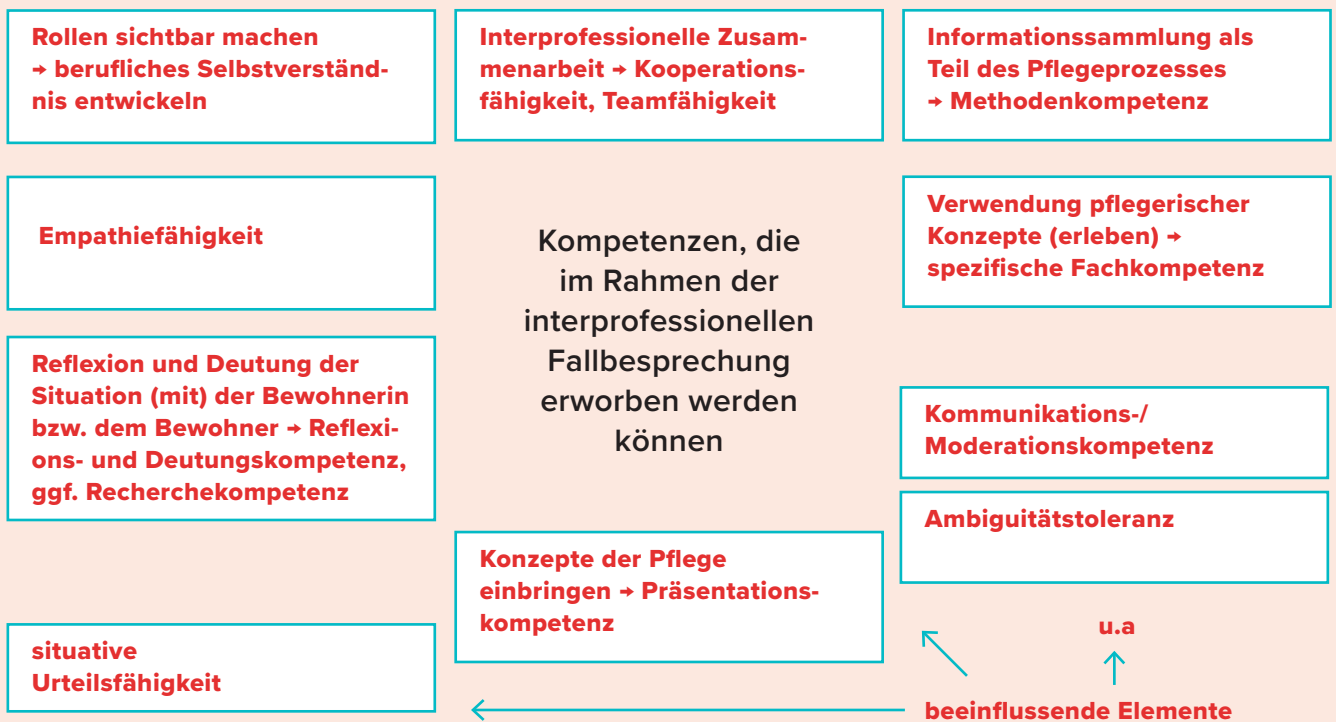 Rollen sichtbar machen
→ berufliches Selbstverständ-
nis entwickeln
Interprofessionelle Zusam-
menarbeit → Kooperations-
fähigkeit, Teamfähigkeit
Informationssammlung als
Teil des Pflegeprozesses
→ Methodenkompetenz
Empathiefähigkeit
Kompetenzen, die
im Rahmen der
interprofessionellen
Fallbesprechung
erworben werden
können
Verwendung pflegerischer
Konzepte (erleben) →
spezifische Fachkompetenz
Reflexion und Deutung der
Situation (mit) der Bewohnerin
bzw. dem Bewohner → Reflexi-
ons- und Deutungskompetenz,
ggf. Recherchekompetenz
Kommunikations-/
Moderationskompetenz
Ambiguitätstoleranz
Konzepte der Pflege
einbringen → Präsentations-
kompetenz
situative
Urteilsfähigkeit
u.a
beeinflussende Elemente